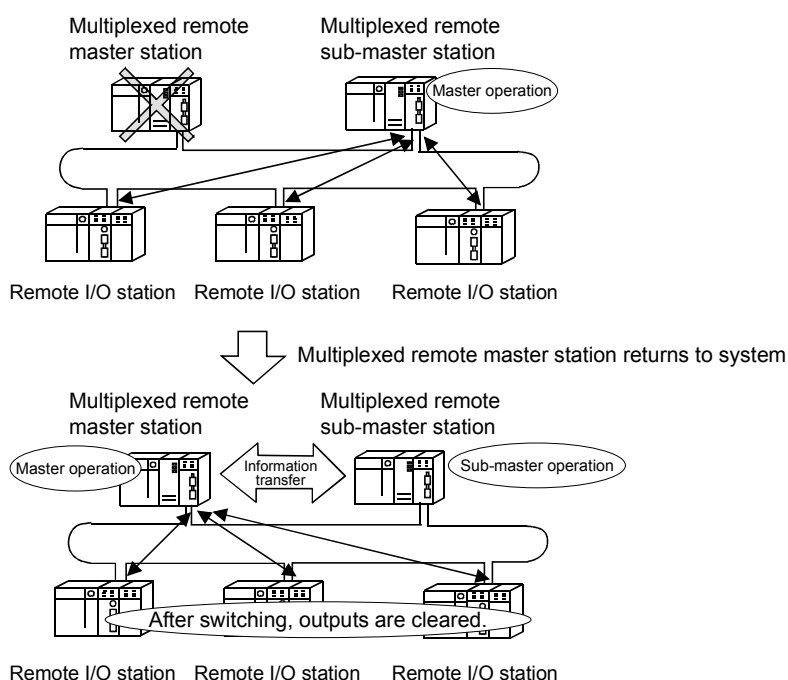 Multiplexed remote
master station
Multiplexed remote
sub-master station
Master operation
Remote I/O station
Remote I/O station
Remote I/O station
Multiplexed remote master station returns to system
Multiplexed remote
master station
Multiplexed remote
sub-master station
Master operation
Information
transfer
Sub-master operation
After switching, outputs are cleared.
Remote I/O station
Remote I/O station
Remote I/O station